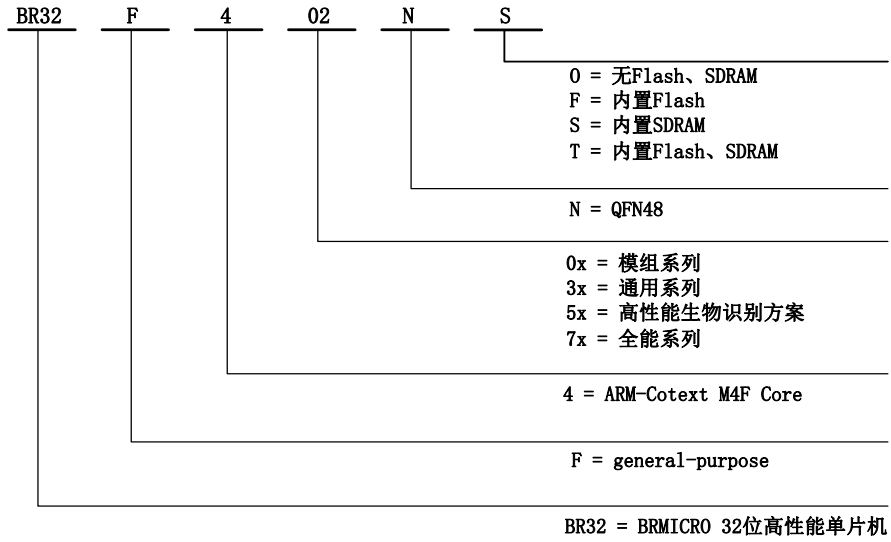 BR32 F 4 02 N S
0 = 无Flash、SDRAM
F = 内置Flash
S = 内置SDRAM
T = 内置Flash、SDRAM
N = QFN48
0x = 模组系列
3x = 通用系列
5x = 高性能生物识别方案
7x = 全能系列
4 = ARM-Cotext M4F Core
F = general-purpose
BR32 = BRMICRO 32位高性能单片机